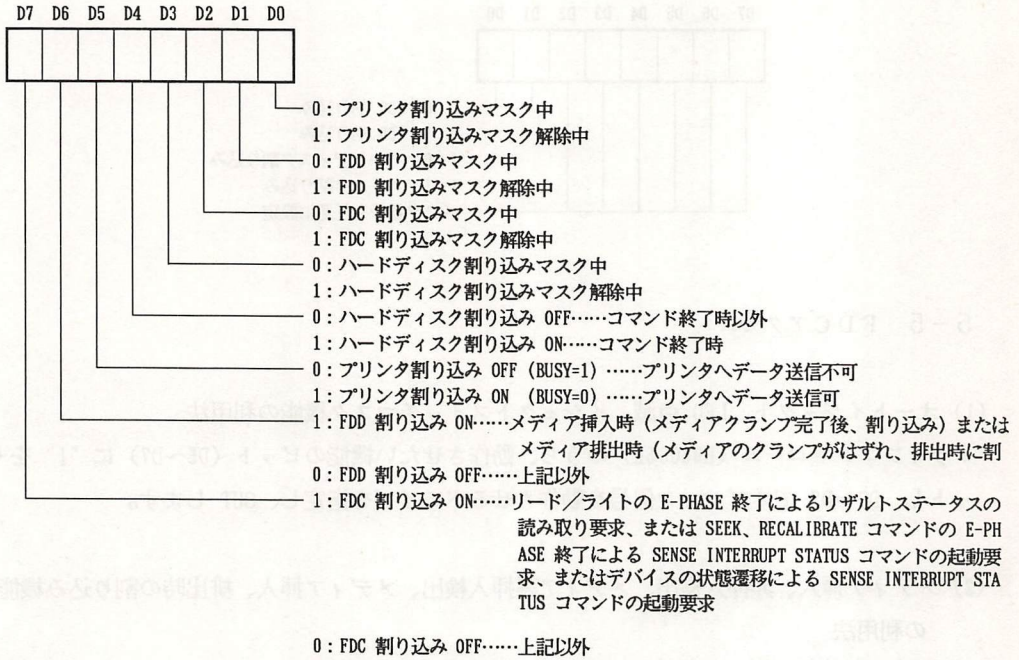 D7 D6 D5 D4 D3 D2 D1 D0
0：プリンタ割り込みマスク中
1：プリンタ割り込みマスク解除中
0：FDD 割り込みマスク中
1：FDD 割り込みマスク解除中
0：FDC 割り込みマスク中
1：FDC 割り込みマスク解除中
0：ハードディスク割り込みマスク中
1：ハードディスク割り込みマスク解除中
0：ハードディスク割り込み OFF……コマンド終了時以外
1：ハードディスク割り込み ON……コマンド終了時
0：プリンタ割り込み OFF (BUSY=1) ……プリンタへデータ送信不可
1：プリンタ割り込み ON (BUSY=0) ……プリンタへデータ送信可
1：FDD 割り込み ON……メディア挿入時（メディアクランプ完了後、割り込み）または
メディア排出時（メディアのクランプがはずれ、排出時に割
0：FDD 割り込み OFF……上記以外
1：FDC 割り込み ON……リード／ライトの E-PHASE 終了によるリザルトステータスの
読み取り要求、または SEEK、RECALIBRATE コマンドの E-PH
ASE 終了による SENSE INTERRUPT STATUS コマンドの起動要
求、またはデバイスの状態遷移による SENSE INTERRUPT STA
TUS コマンドの起動要求
0：FDC 割り込み OFF……上記以外